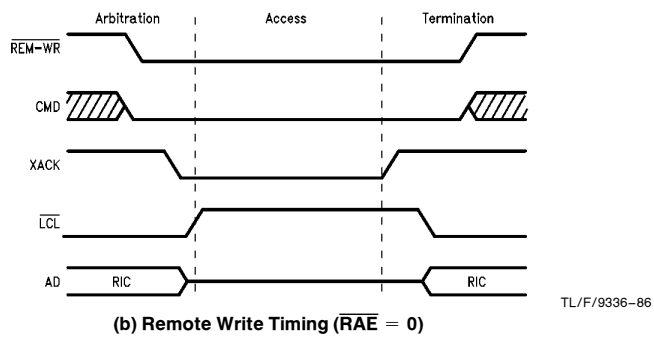 Arbitration Access Termination
REM-WR
CMD
XACK
LCL
AD RIC RIC
TL/F/9336-86
(b) Remote Write Timing (RAE = 0)